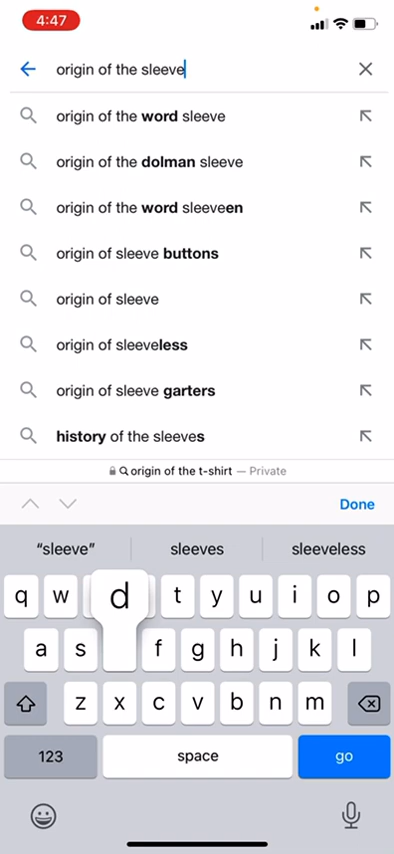 4:47
origin of the sleeve
origin of the word sleeve
origin of the dolman sleeve
origin of the word sleeveen
origin of sleeve buttons
origin of sleeve
origin of sleeveless
origin of sleeve garters
history of the sleeves
origin of the t-shirt — Private
Done
“sleeve” sleeves sleeveless
q w d t y u i o p
a s f g h j k l
z x c v b n m
123 space go